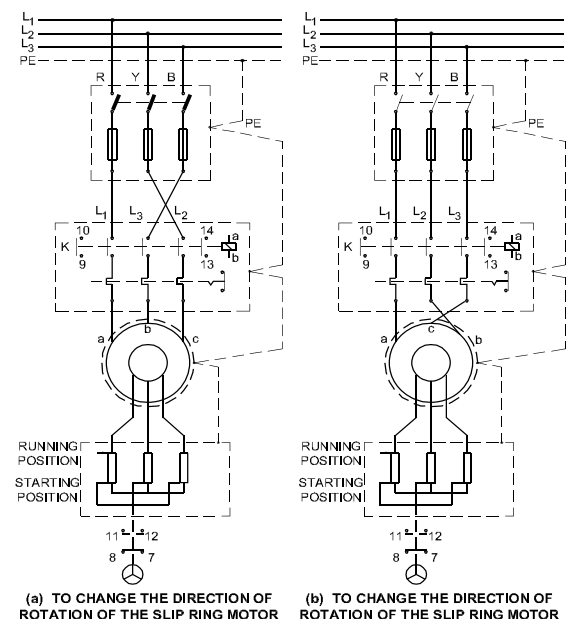 L1
L2
L3
PE
R Y B
PE
L1 L3 L2
10 14
K
9 13
a
b
a b c
RUNNING
POSITION
STARTING
POSITION
11 12
8 7
(a) TO CHANGE THE DIRECTION OF
ROTATION OF THE SLIP RING MOTOR
L1
L2
L3
PE
R Y B
PE
L1 L2 L3
10 14
K
9 13
a
b
a c b
RUNNING
POSITION
STARTING
POSITION
11 12
8 7
(b) TO CHANGE THE DIRECTION OF
ROTATION OF THE SLIP RING MOTOR